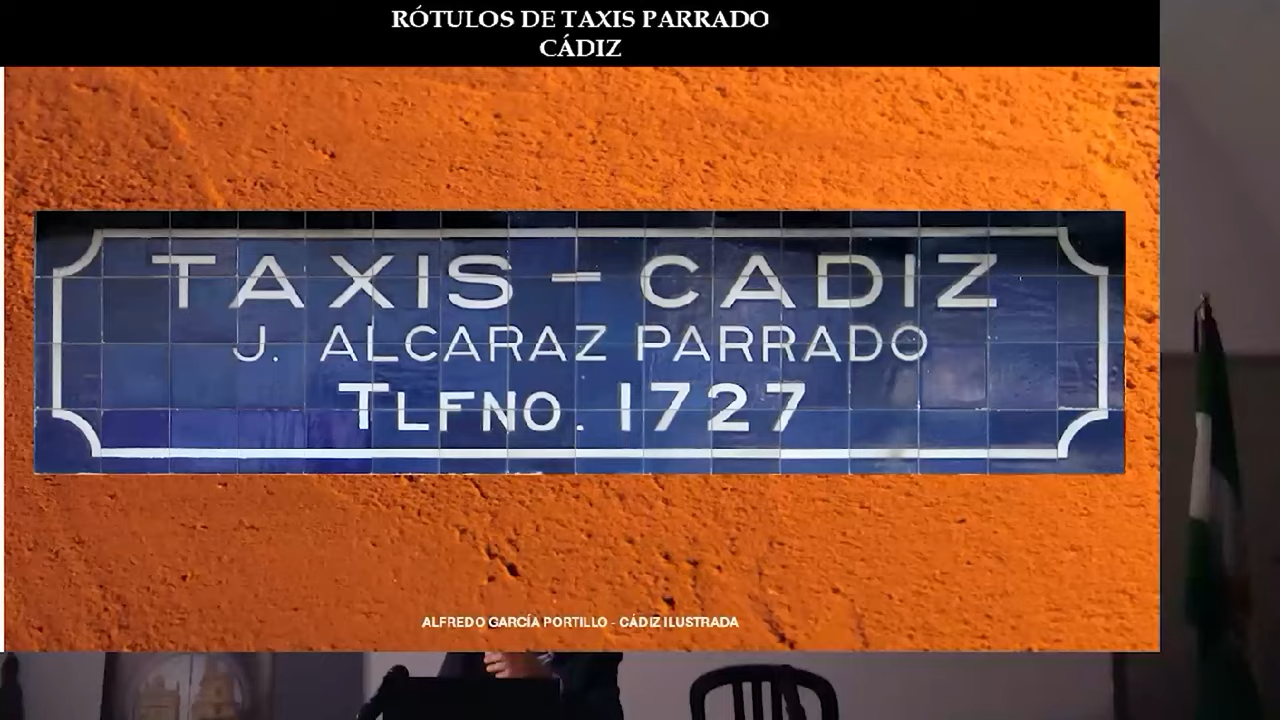 RÓTULOS DE TAXIS PARRADO
CÁDIZ
TAXIS - CADIZ
J. ALCARAZ PARRADO
TLFNO. 1727
ALFREDO GARCÍA PORTILLO - CÁDIZ ILUSTRADA